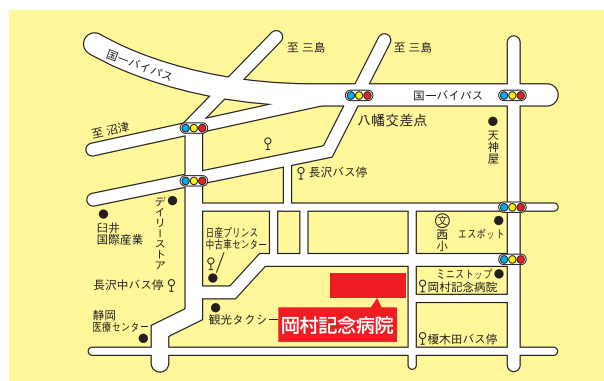 至 三島
至 三島
国一バイパス
国一バイパス
八幡交差点
至 沼津
天神屋
長沢バス停
デイリーストア
臼井
国際産業
日産プリンス
中古車センター
文
西小
エスポット
長沢中バス停
ミニストップ
岡村記念病院
静岡
医療センター
観光タクシー
岡村記念病院
榎木田バス停